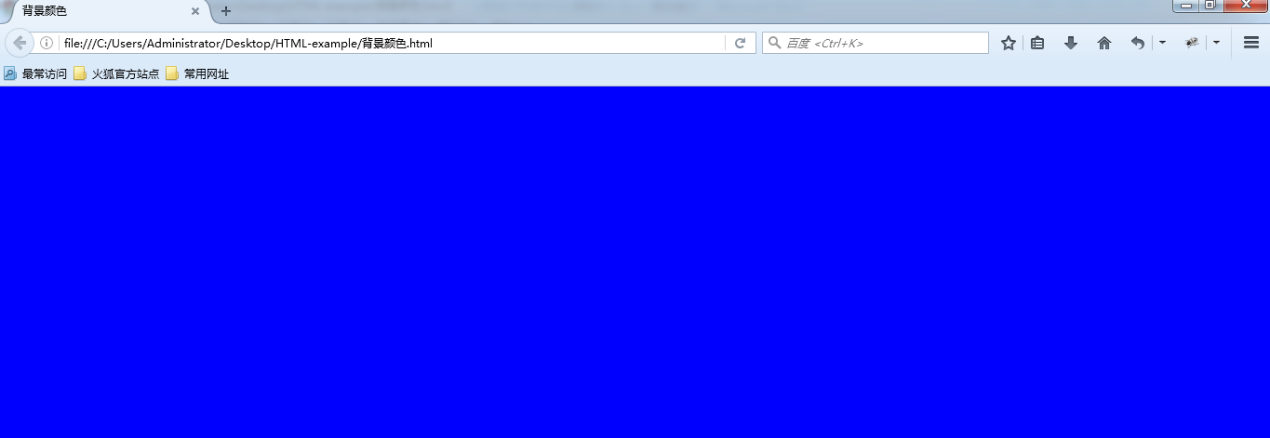 背景颜色
file:///C:/Users/Administrator/Desktop/HTML-example/背景颜色.html
百度 <Ctrl+K>
最常访问 火狐官方站点 常用网址